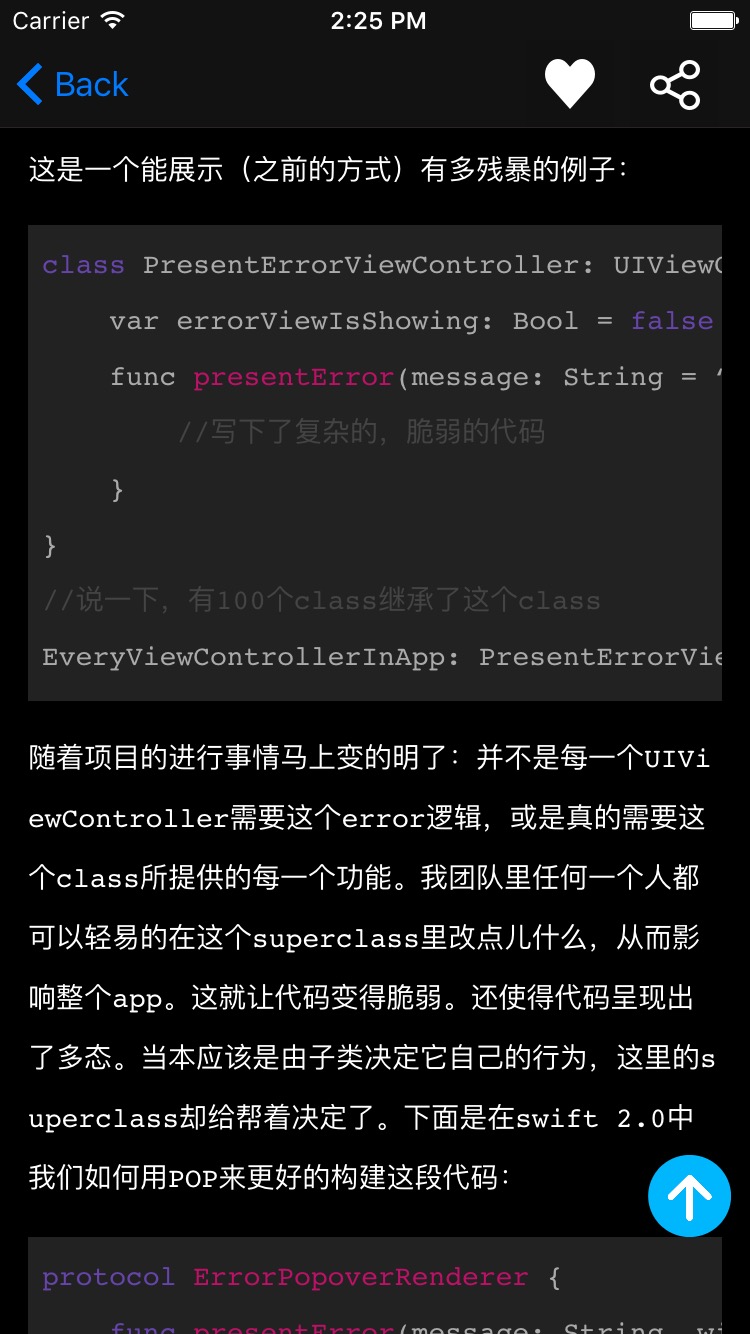 Carrier 2:25 PM
Back
这是一个能展示（之前的方式）有多残暴的例子：
class PresentErrorViewController: UIViewC
var errorViewIsShowing: Bool = false
func presentError(message: String = “
//写下了复杂的，脆弱的代码
}
}
//说一下，有100个class继承了这个class
EveryViewControllerInApp: PresentErrorVie
随着项目的进行事情马上变的明了：并不是每一个UIVi
ewController需要这个error逻辑，或是真的需要这
个class所提供的每一个功能。我团队里任何一个人都
可以轻易的在这个superclass里改点儿什么，从而影
响整个app。这就让代码变得脆弱。还使得代码呈现出
了多态。当本应该是由子类决定它自己的行为，这里的s
uperclass却给帮着决定了。下面是在swift 2.0中
我们如何用POP来更好的构建这段代码：
protocol ErrorPopoverRenderer {
func presentError(message: String, wi